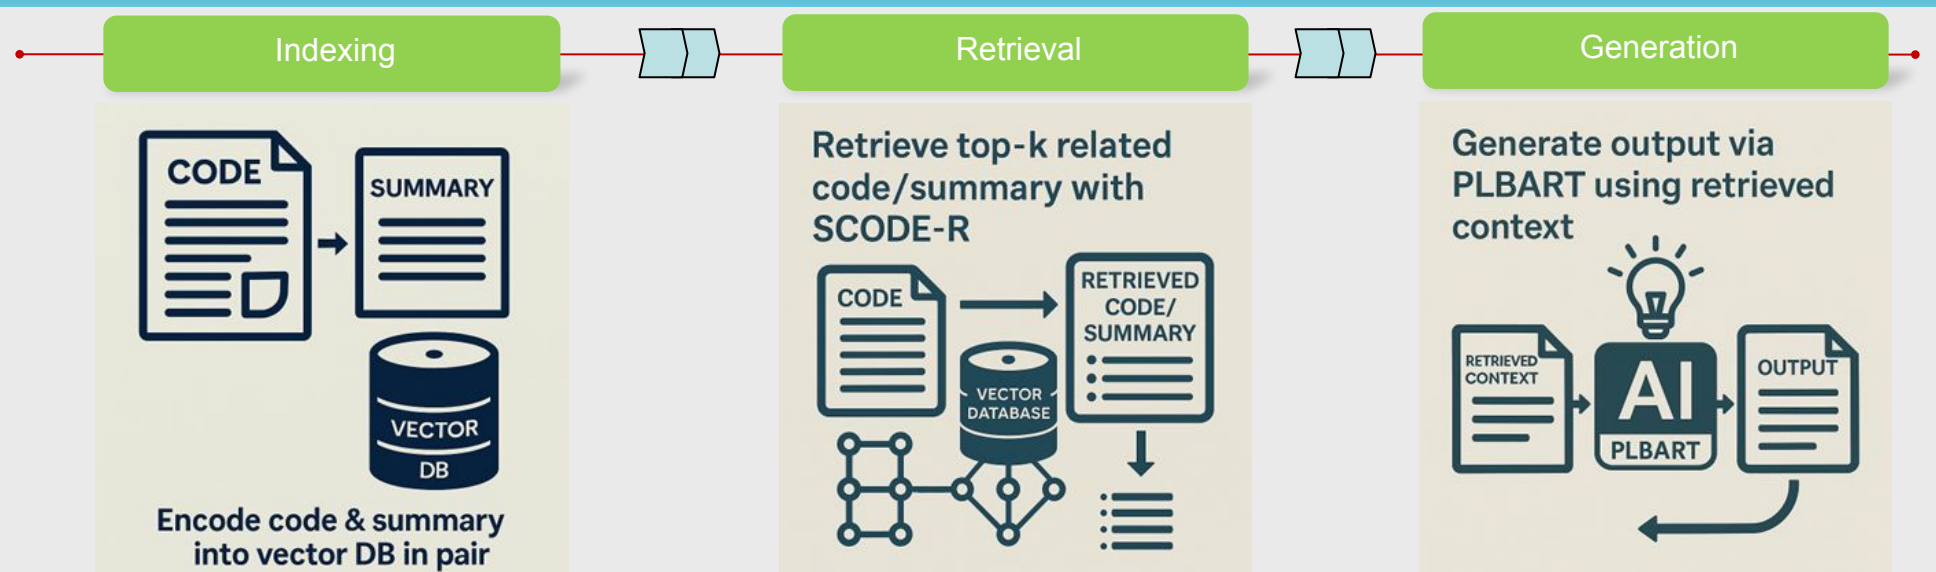 Indexing
Retrieval
Generation
CODE
SUMMARY
VECTOR
DB
Encode code & summary
into vector DB in pair
Retrieve top-k related
code/summary with
SCODE-R
CODE
RETRIEVED
CODE/
SUMMARY
VECTOR
DATABASE
Generate output via
PLBART using retrieved
context
RETRIEVED
CONTEXT
AI
PLBART
OUTPUT